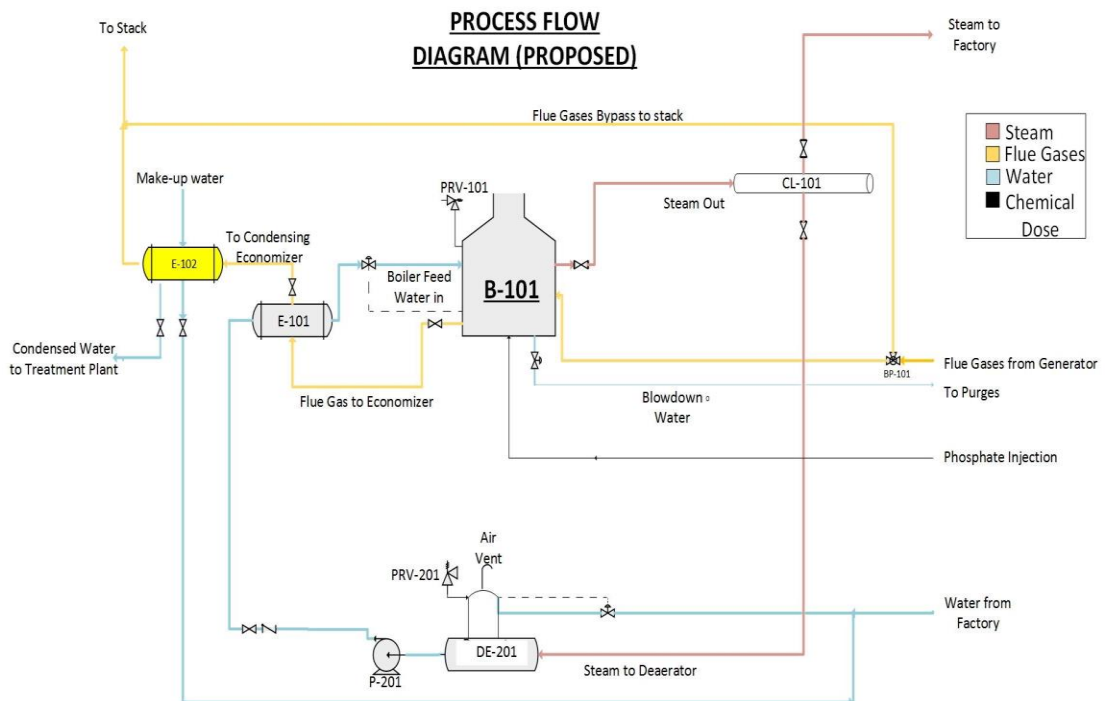 PROCESS FLOW
DIAGRAM (PROPOSED)
To Stack
Steam to
Factory
Flue Gases Bypass to stack
Steam
Flue Gases
Water
Chemical
Dose
Make-up water
PRV-101
CL-101
Steam Out
To Condensing
Economizer
E-102
Boiler Feed
Water in
B-101
E-101
Condensed Water
to Treatment Plant
Flue Gases from Generator
BP-101
Flue Gas to Economizer
Blowdown
Water
To Purges
Phosphate Injection
Air
Vent
PRV-201
Water from
Factory
DE-201
Steam to Deaerator
P-201